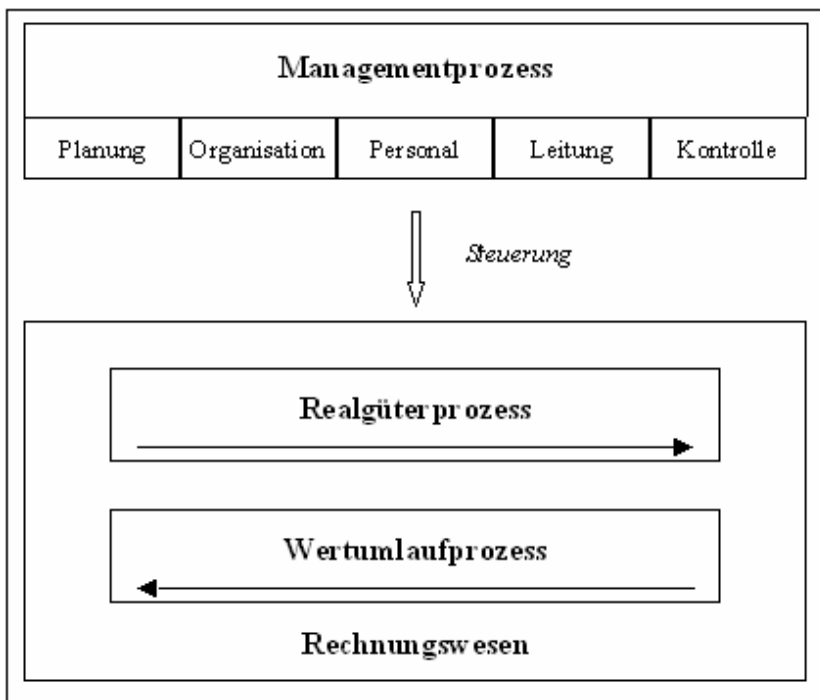 Managementprozess
Planung Organisation Personal Leitung Kontrolle
Steuerung
Realgüterprozess
Wertumlaufprozess
Rechnungswesen